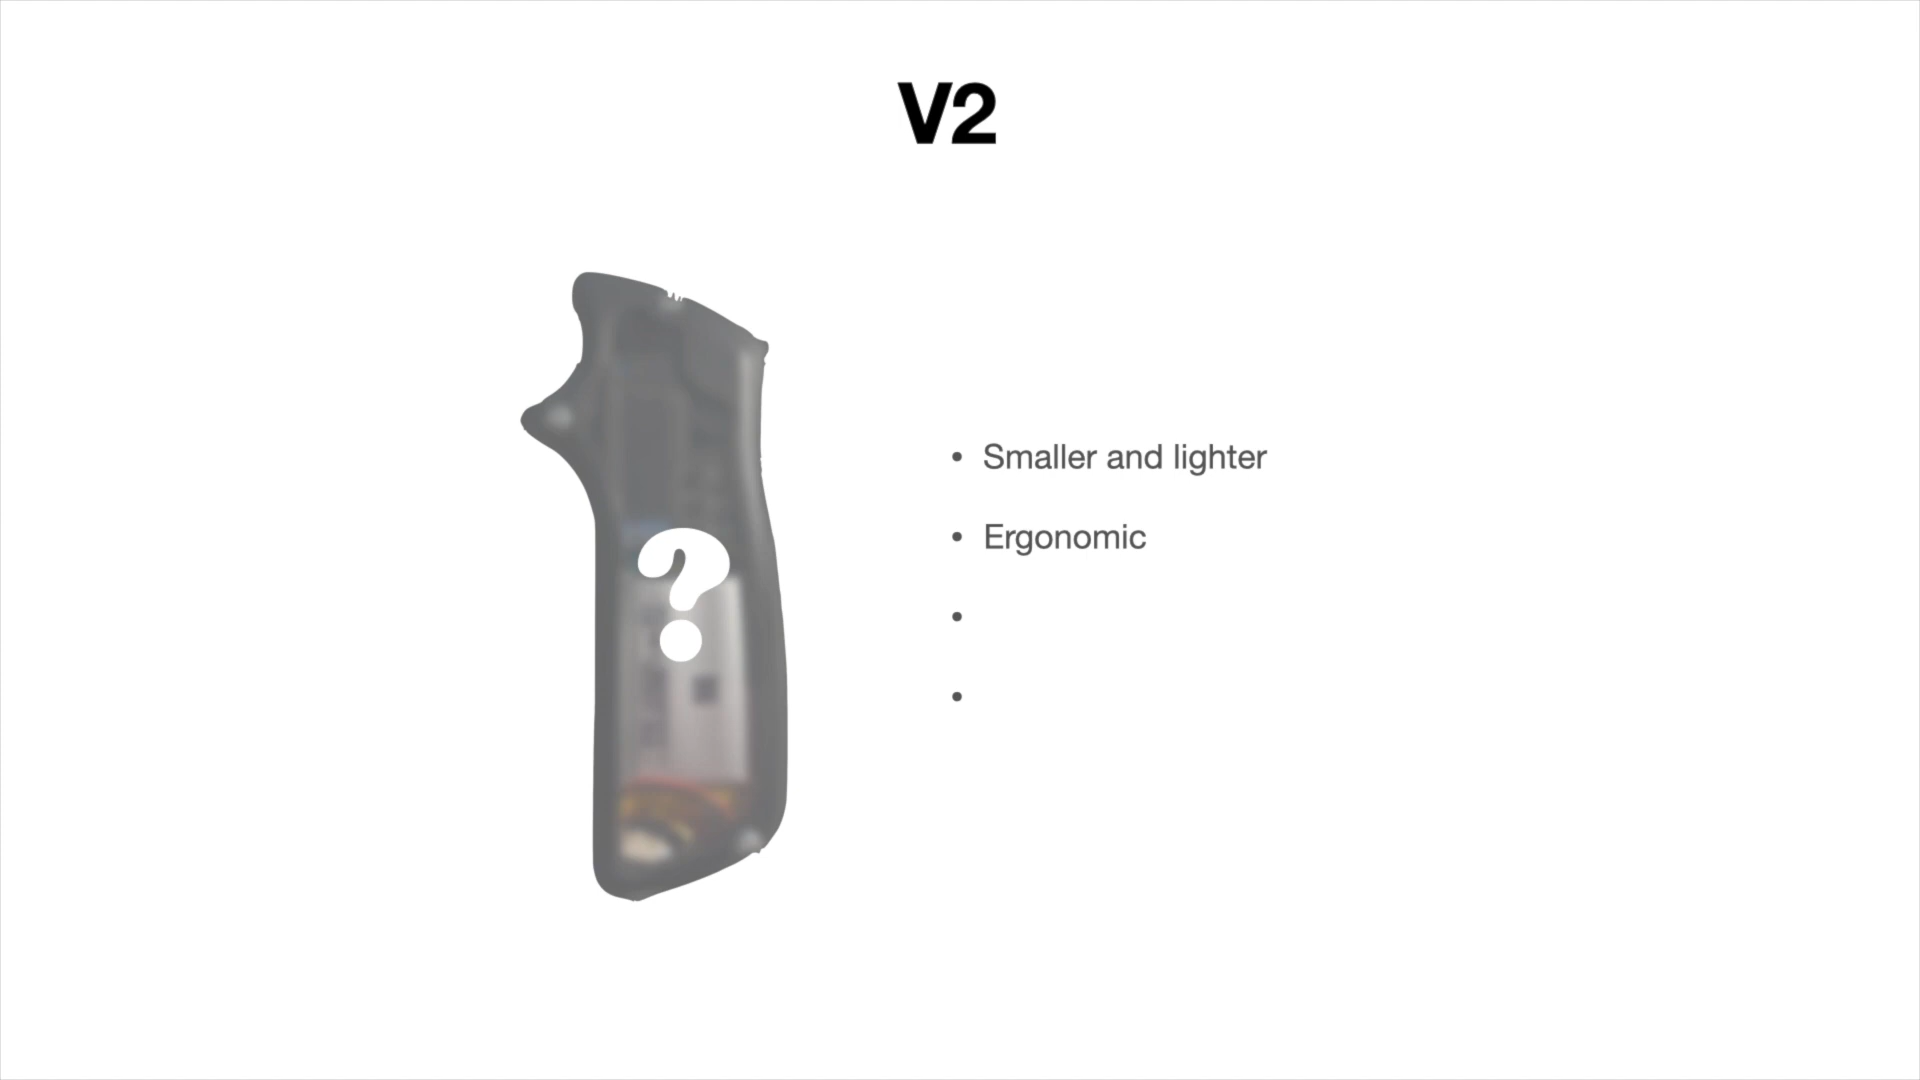 V2
?
• Smaller and lighter
• Ergonomic
•
•